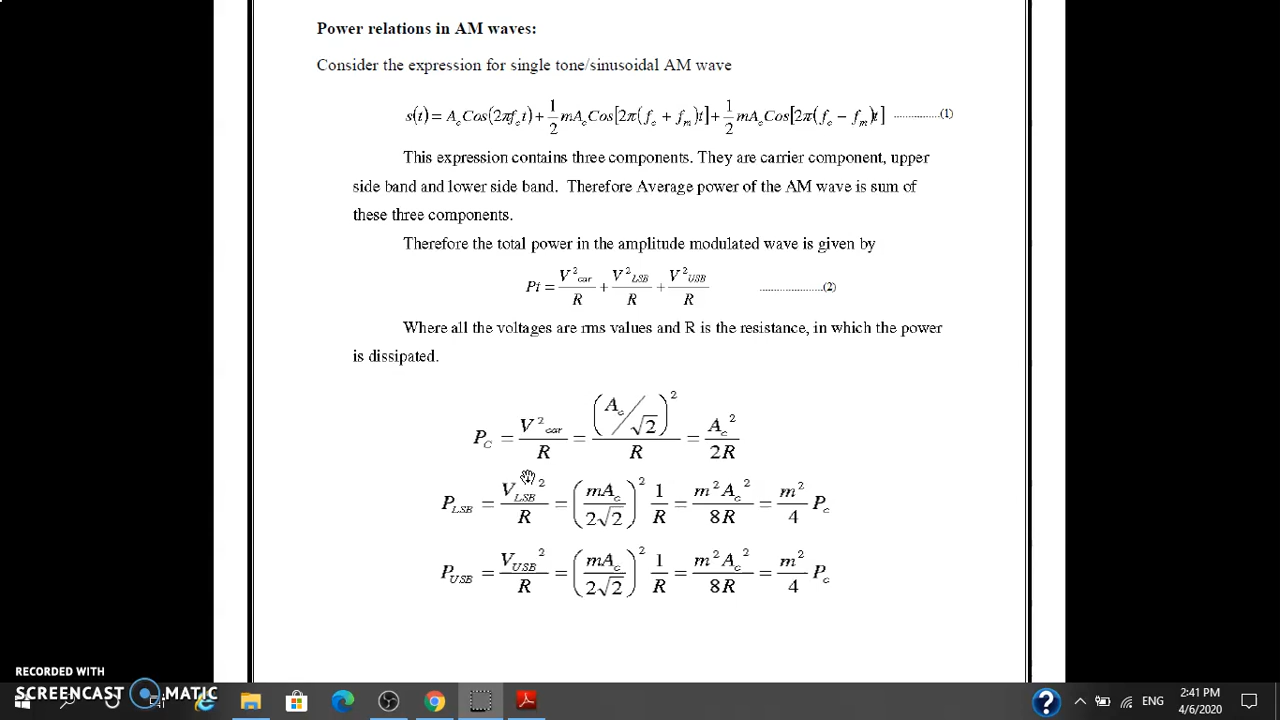 Power relations in AM waves:
Consider the expression for single tone/sinusoidal AM wave
s(t) = A_c Cos(2πf_c t) + 1/2 mA_c Cos[2π(f_c + f_m)t] + 1/2 mA_c Cos[2π(f_c − f_m)t] ...............(1)
This expression contains three components. They are carrier component, upper
side band and lower side band. Therefore Average power of the AM wave is sum of
these three components.
Therefore the total power in the amplitude modulated wave is given by
Pt = V²_car/R + V²_LSB/R + V²_USB/R .....................(2)
Where all the voltages are rms values and R is the resistance, in which the power
is dissipated.
P_C = V²_car/R = (A_c/√2)²/R = A_c²/2R
P_LSB = V_LSB²/R = (mA_c/2√2)² 1/R = m²A_c²/8R = m²/4 P_c
P_USB = V_USB²/R = (mA_c/2√2)² 1/R = m²A_c²/8R = m²/4 P_c
RECORDED WITH
SCREENCAST MATIC
ENG
2:41 PM
4/6/2020